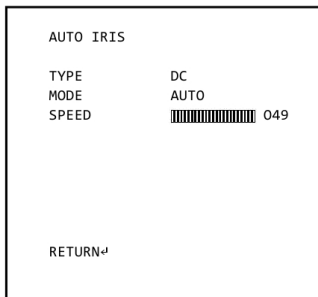 AUTO IRIS
TYPE DC
MODE AUTO
SPEED 049
RETURN↵